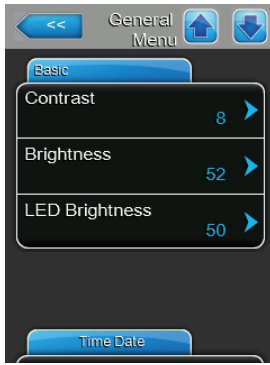 <<
General
Menu
Basic
Contrast
8
Brightness
52
LED Brightness
50
Time Date